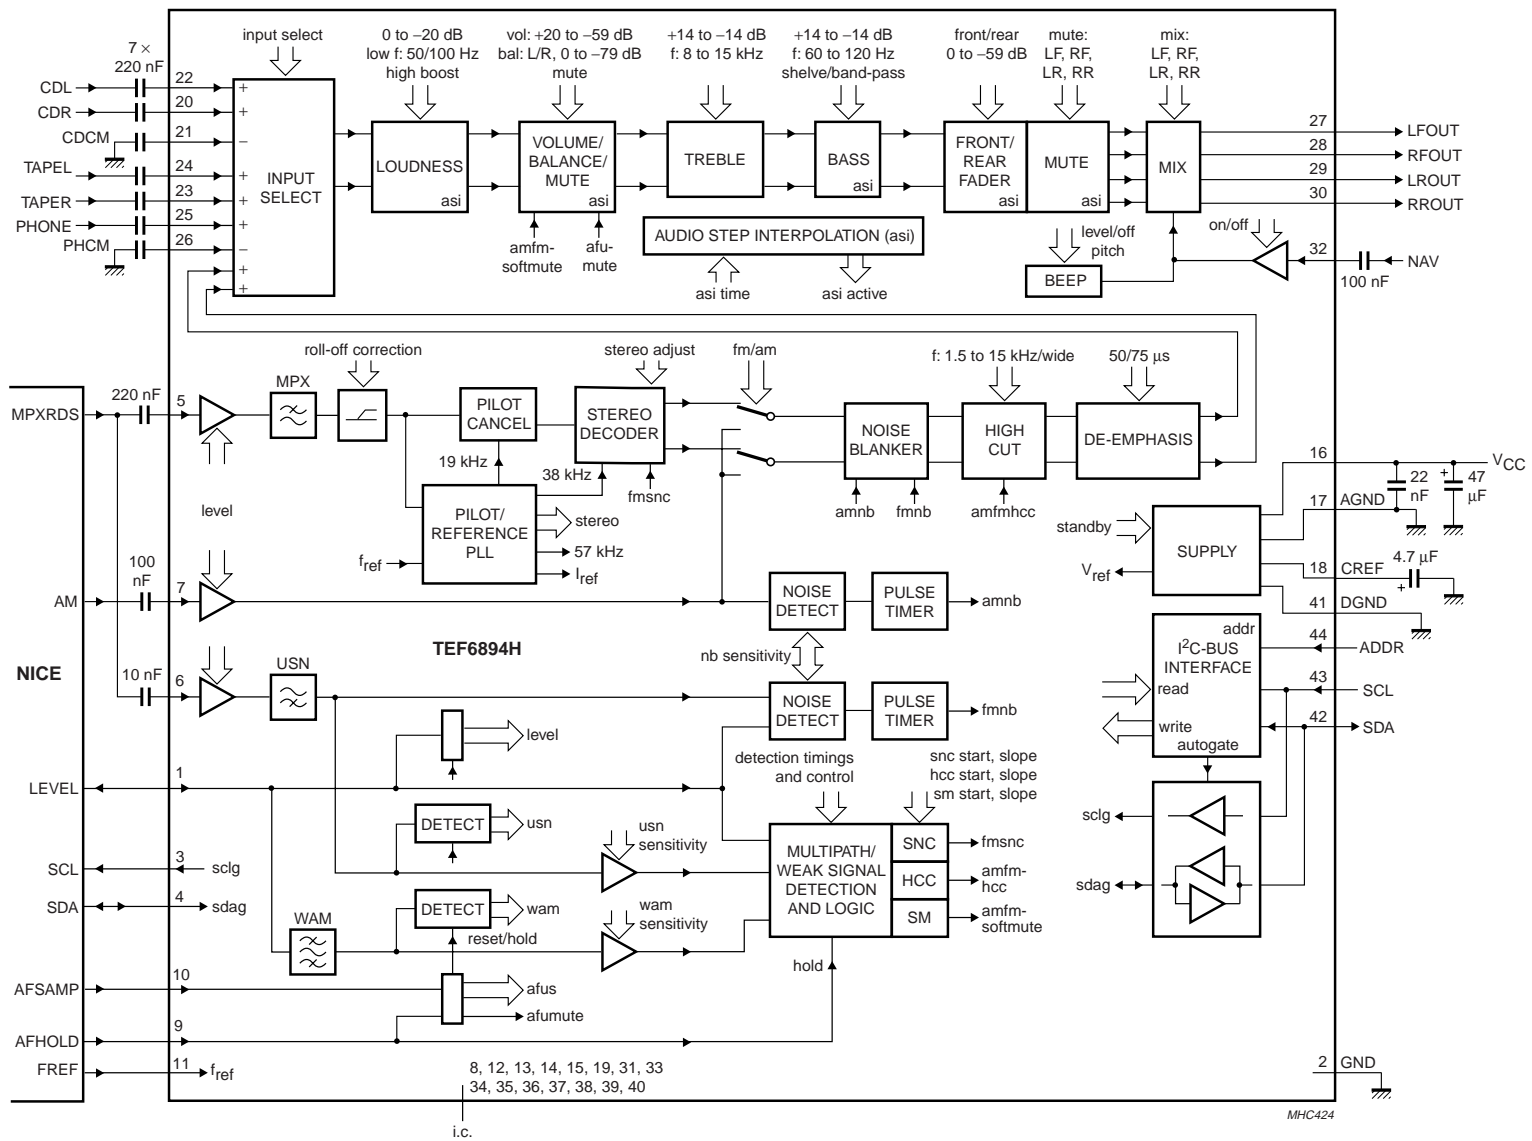 input select
0 to −20 dB
low f: 50/100 Hz
high boost
vol: +20 to −59 dB
bal: L/R, 0 to −79 dB
mute
+14 to −14 dB
f: 8 to 15 kHz
+14 to −14 dB
f: 60 to 120 Hz
shelve/band-pass
front/rear
0 to −59 dB
mute:
LF, RF,
LR, RR
mix:
LF, RF,
LR, RR
7 ×
220 nF
CDL
22
+
CDR
20
+
CDCM
21
−
TAPEL
24
+
TAPER
23
+
PHONE
25
+
PHCM
26
−
+
+
INPUT
SELECT
LOUDNESS
asi
VOLUME/
BALANCE/
MUTE
asi
TREBLE
BASS
asi
FRONT/
REAR
FADER
asi
MUTE
asi
MIX
27
LFOUT
28
RFOUT
29
LROUT
30
RROUT
amfm-
softmute
afu-
mute
AUDIO STEP INTERPOLATION (asi)
asi time
asi active
level/off
pitch
BEEP
on/off
32
NAV
100 nF
roll-off correction
stereo adjust
fm/am
f: 1.5 to 15 kHz/wide
50/75 μs
MPXRDS
220 nF
5
MPX
PILOT
CANCEL
STEREO
DECODER
NOISE
BLANKER
HIGH
CUT
DE-EMPHASIS
19 kHz
38 kHz
fmsnc
amnb
fmnb
amfmhcc
level
PILOT/
REFERENCE
PLL
stereo
57 kHz
Iref
fref
16
VCC
22
nF
+
47
μF
17
AGND
standby
SUPPLY
Vref
18
CREF
4.7 μF
+
41
DGND
100
nF
AM
7
NOISE
DETECT
PULSE
TIMER
amnb
TEF6894H
nb sensitivity
NICE
10 nF
6
USN
NOISE
DETECT
PULSE
TIMER
fmnb
addr
I2C-BUS
INTERFACE
read
write
autogate
44
ADDR
43
SCL
42
SDA
level
detection timings
and control
snc start, slope
hcc start, slope
sm start, slope
LEVEL
1
DETECT
usn
usn
sensitivity
MULTIPATH/
WEAK SIGNAL
DETECTION
AND LOGIC
SNC
fmsnc
HCC
amfm-
hcc
SM
amfm-
softmute
sclg
sdag
SCL
3
sclg
SDA
4
sdag
WAM
DETECT
wam
reset/hold
wam
sensitivity
hold
AFSAMP
10
afus
afumute
AFHOLD
9
FREF
11
fref
8, 12, 13, 14, 15, 19, 31, 33
34, 35, 36, 37, 38, 39, 40
i.c.
2
GND
MHC424